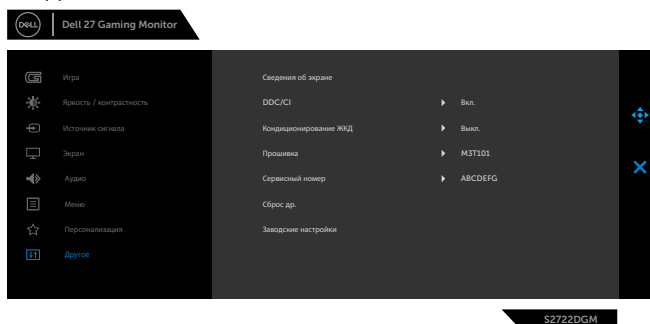 DELL
Dell 27 Gaming Monitor
Игра
Яркость / контрастность
Источник сигнала
Экран
Аудио
Меню
Персонализация
Другое
Сведения об экране
DDC/CI Вкл.
Кондиционирование ЖКД Выкл.
Прошивка M3T101
Сервисный номер ABCDEFG
Сброс др.
Заводские настройки
S2722DGM